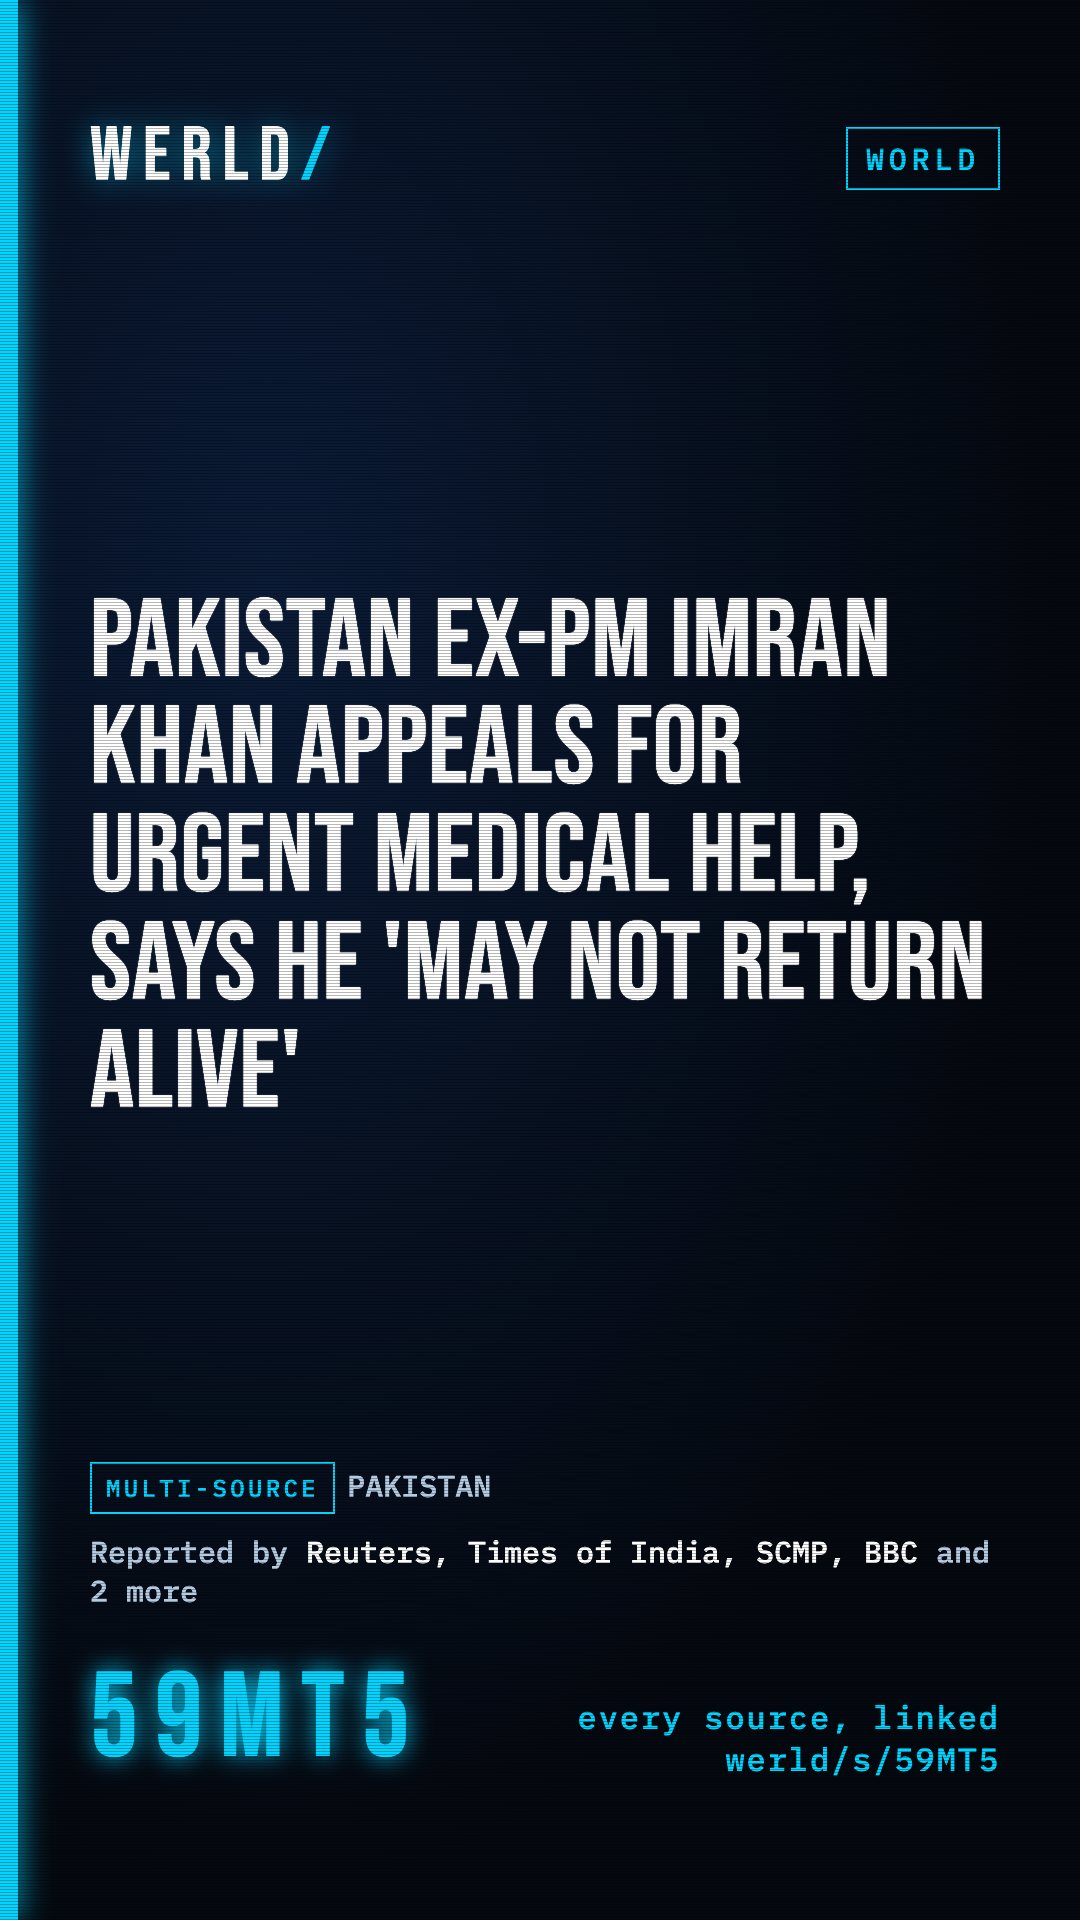 WERLD/
WORLD
PAKISTAN EX-PM IMRAN
KHAN APPEALS FOR
URGENT MEDICAL HELP,
SAYS HE 'MAY NOT RETURN
ALIVE'
MULTI-SOURCE PAKISTAN
Reported by Reuters, Times of India, SCMP, BBC and
2 more
59MT5
every source, linked
werld/s/59MT5